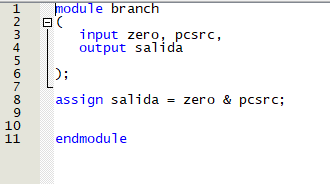 1 module branch
2 (
3 input zero, pcsrc,
4 output salida
5
6 );
7
8 assign salida = zero & pcsrc;
9
10
11 endmodule